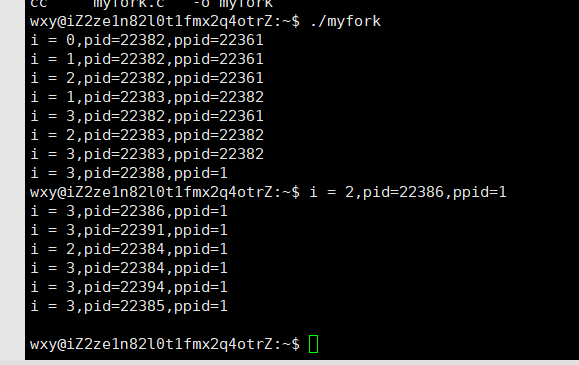 cc      myfork.c   -o myfork
wxy@iZ2ze1n82l0t1fmx2q4otrZ:~$ ./myfork
i = 0,pid=22382,ppid=22361
i = 1,pid=22382,ppid=22361
i = 2,pid=22382,ppid=22361
i = 1,pid=22383,ppid=22382
i = 3,pid=22382,ppid=22361
i = 2,pid=22383,ppid=22382
i = 3,pid=22383,ppid=22382
i = 3,pid=22388,ppid=1
wxy@iZ2ze1n82l0t1fmx2q4otrZ:~$ i = 2,pid=22386,ppid=1
i = 3,pid=22386,ppid=1
i = 3,pid=22391,ppid=1
i = 2,pid=22384,ppid=1
i = 3,pid=22384,ppid=1
i = 3,pid=22394,ppid=1
i = 3,pid=22385,ppid=1
wxy@iZ2ze1n82l0t1fmx2q4otrZ:~$